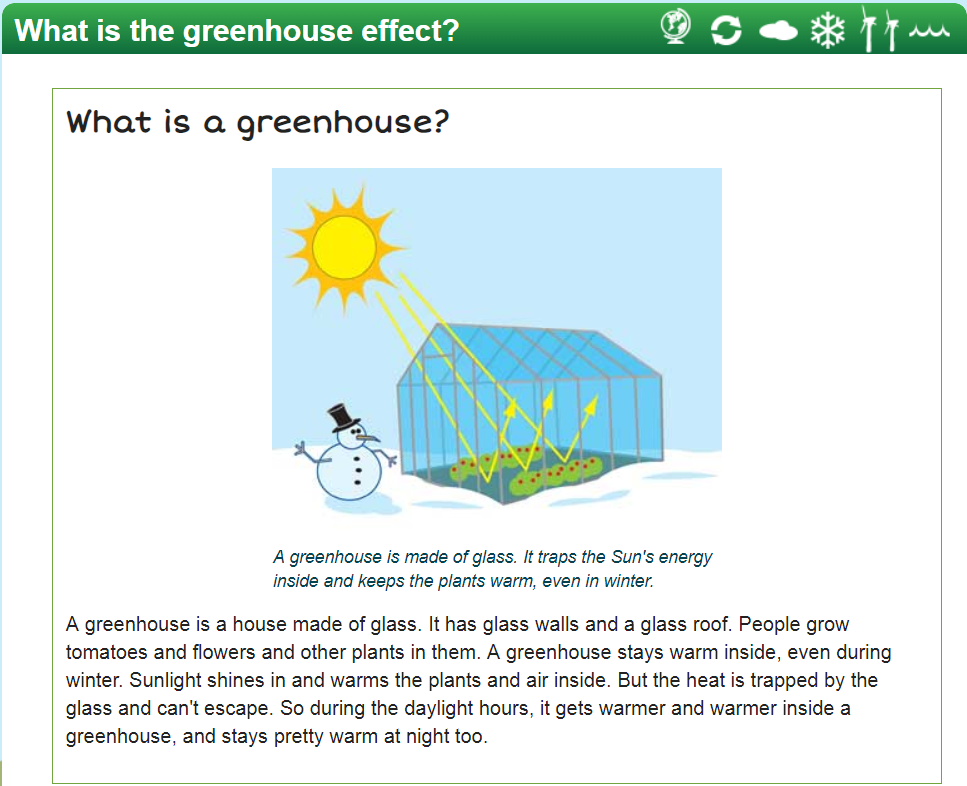 What is the greenhouse effect?
What is a greenhouse?
A greenhouse is made of glass. It traps the Sun's energy
inside and keeps the plants warm, even in winter.
A greenhouse is a house made of glass. It has glass walls and a glass roof. People grow
tomatoes and flowers and other plants in them. A greenhouse stays warm inside, even during
winter. Sunlight shines in and warms the plants and air inside. But the heat is trapped by the
glass and can't escape. So during the daylight hours, it gets warmer and warmer inside a
greenhouse, and stays pretty warm at night too.